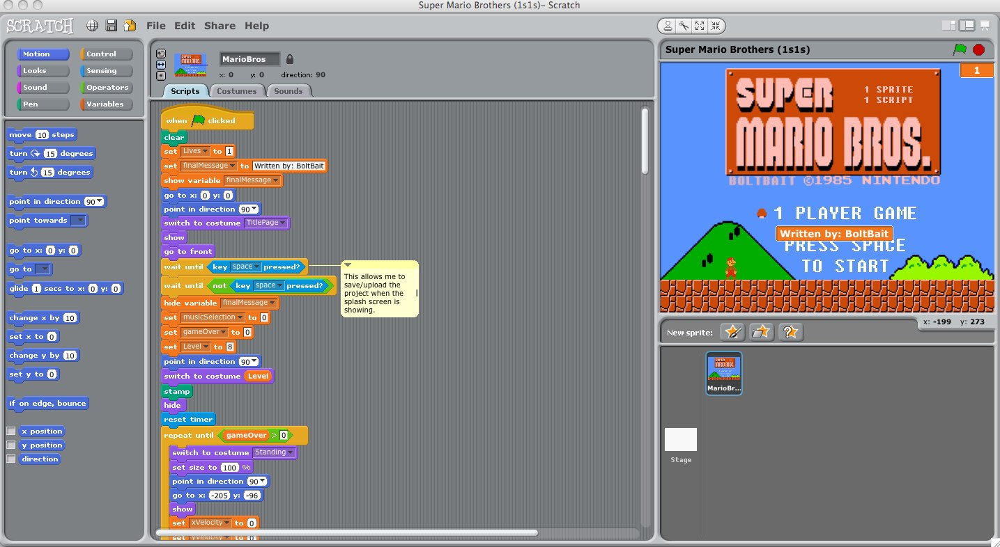 Super Mario Brothers (1s1s)– Scratch
SCRATCH File Edit Share Help
Motion Control
Looks Sensing
Sound Operators
Pen Variables
move 10 steps
turn 15 degrees
turn 15 degrees
point in direction 90
point towards
go to x: 0 y: 0
go to
glide 1 secs to x: 0 y: 0
change x by 10
set x to 0
change y by 10
set y to 0
if on edge, bounce
x position
y position
direction
MarioBros
x: 0 y: 0 direction: 90
Scripts Costumes Sounds
when clicked
clear
set Lives to 1
set finalMessage to Written by: BoltBait
show variable finalMessage
go to x: 0 y: 0
point in direction 90
switch to costume TitlePage
show
go to front
wait until key space pressed?
wait until not key space pressed?
hide variable finalMessage
set musicSelection to 0
set gameOver to 0
set Level to 8
point in direction 90
switch to costume Level
stamp
hide
reset timer
repeat until gameOver > 0
switch to costume Standing
set size to 100 %
point in direction 90
go to x: -205 y: -96
show
set xVelocity to 0
set yVelocity to 0
This allows me to
save/upload the
project when the
splash screen is
showing.
Super Mario Brothers (1s1s)
1
SUPER
1 SPRITE
1 SCRIPT
MARIO BROS.
BOLTBAIT ©1985 NINTENDO
1 PLAYER GAME
Written by: BoltBait
PRESS SPACE
TO START
x: -199 y: 273
New sprite:
MarioBr...
Stage